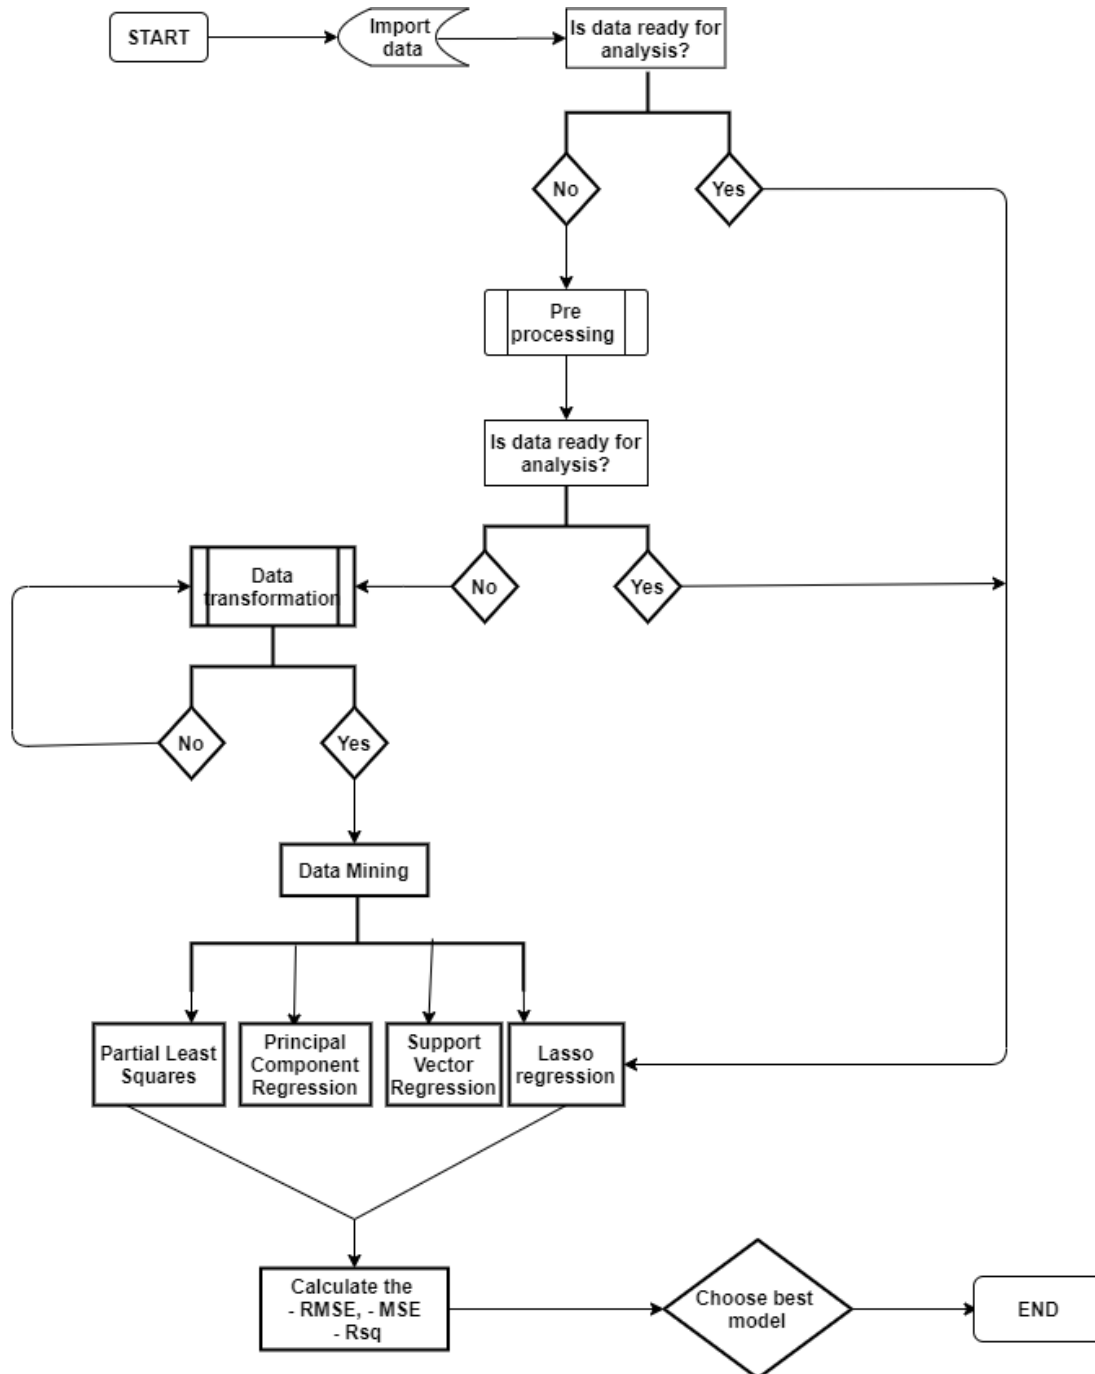 START
Import
data
Is data ready for
analysis?
No
Yes
Pre
processing
Is data ready for
analysis?
Data
transformation
No
Yes
No
Yes
Data Mining
Partial Least
Squares
Principal
Component
Regression
Support
Vector
Regression
Lasso
regression
Calculate the
- RMSE, - MSE
- Rsq
Choose best
model
END